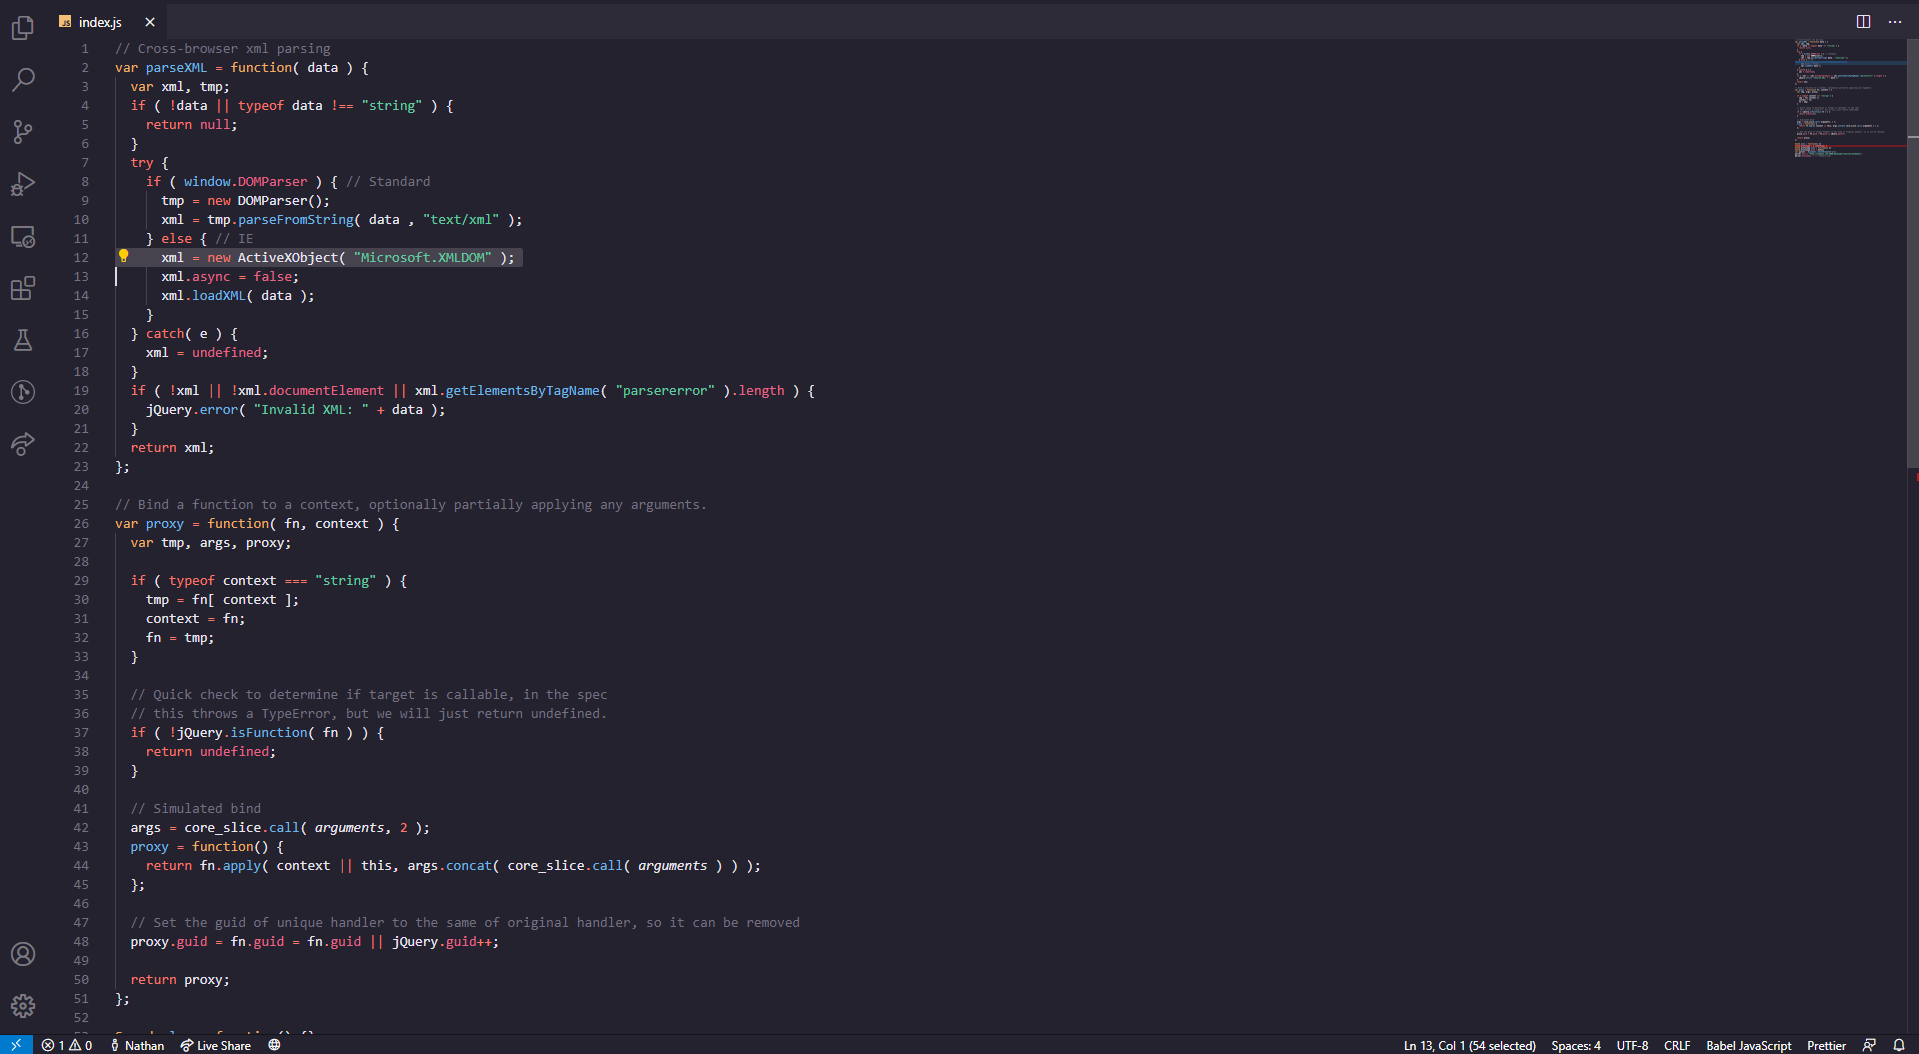 JS index.js
1 // Cross-browser xml parsing
2 var parseXML = function( data ) {
3   var xml, tmp;
4   if ( !data || typeof data !== "string" ) {
5     return null;
6   }
7   try {
8     if ( window.DOMParser ) { // Standard
9       tmp = new DOMParser();
10       xml = tmp.parseFromString( data , "text/xml" );
11     } else { // IE
12       xml = new ActiveXObject( "Microsoft.XMLDOM" );
13       xml.async = false;
14       xml.loadXML( data );
15     }
16   } catch( e ) {
17     xml = undefined;
18   }
19   if ( !xml || !xml.documentElement || xml.getElementsByTagName( "parsererror" ).length ) {
20     jQuery.error( "Invalid XML: " + data );
21   }
22   return xml;
23 };
24
25 // Bind a function to a context, optionally partially applying any arguments.
26 var proxy = function( fn, context ) {
27   var tmp, args, proxy;
28
29   if ( typeof context === "string" ) {
30     tmp = fn[ context ];
31     context = fn;
32     fn = tmp;
33   }
34
35   // Quick check to determine if target is callable, in the spec
36   // this throws a TypeError, but we will just return undefined.
37   if ( !jQuery.isFunction( fn ) ) {
38     return undefined;
39   }
40
41   // Simulated bind
42   args = core_slice.call( arguments, 2 );
43   proxy = function() {
44     return fn.apply( context || this, args.concat( core_slice.call( arguments ) ) );
45   };
46
47   // Set the guid of unique handler to the same of original handler, so it can be removed
48   proxy.guid = fn.guid = fn.guid || jQuery.guid++;
49
50   return proxy;
51 };
52
1 0 Nathan Live Share Ln 13, Col 1 (54 selected) Spaces: 4 UTF-8 CRLF Babel JavaScript Prettier